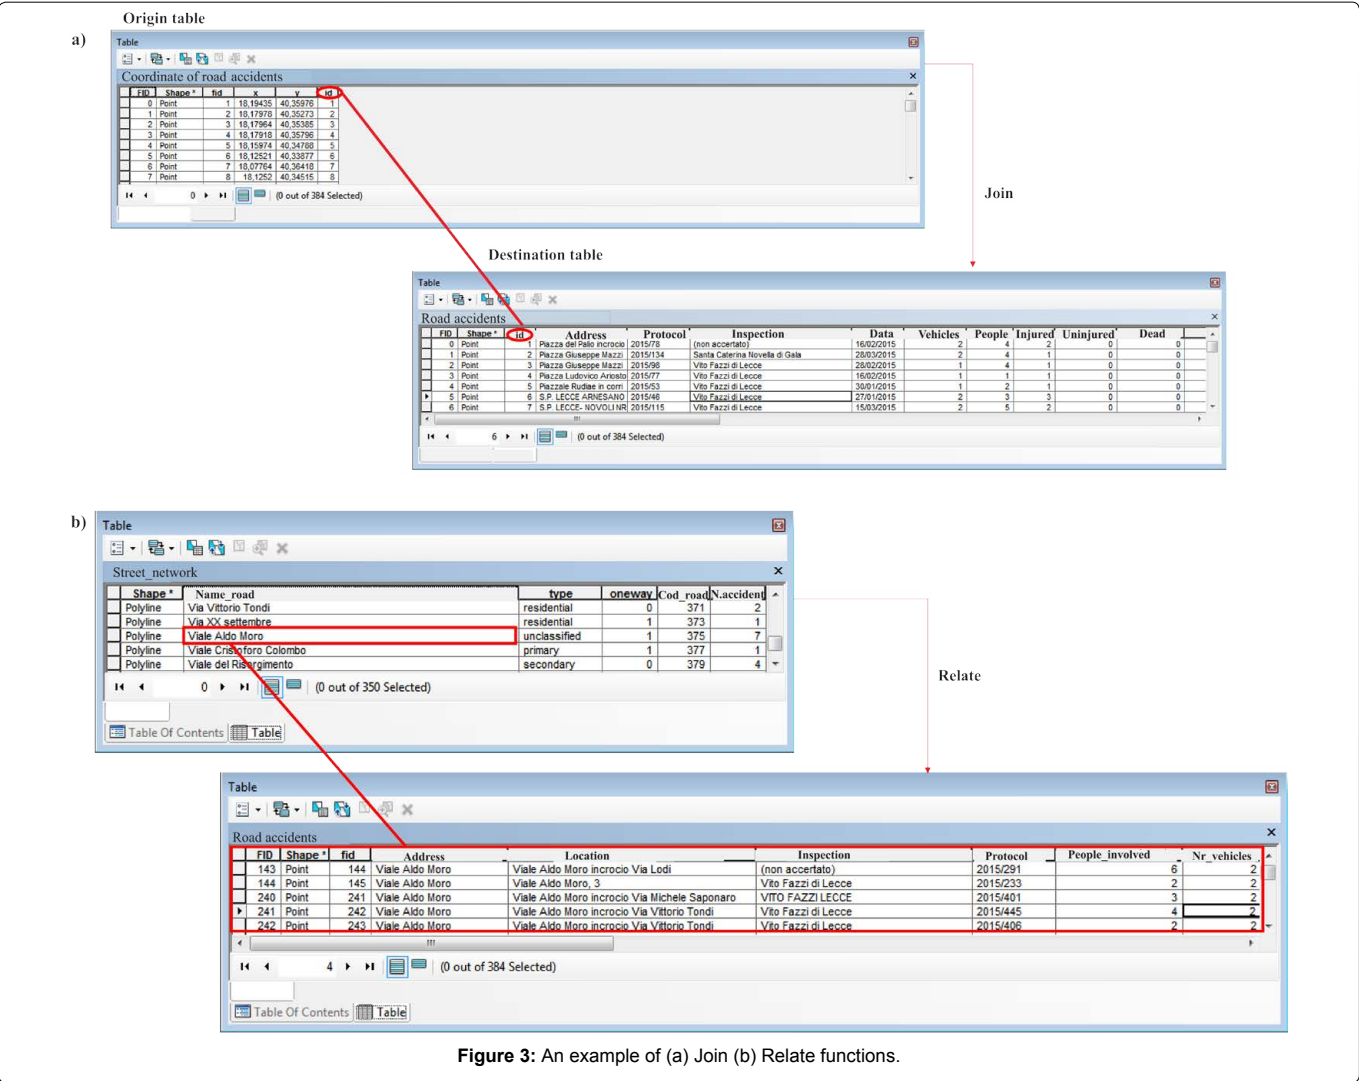 Origin table
a)
Table
Coordinate of road accidents
FID Shape * fid x y id
0 Point 1 18,19435 40,35976 1
1 Point 2 18,17978 40,35273 2
2 Point 3 18,17964 40,35385 3
3 Point 4 18,17918 40,35796 4
4 Point 5 18,15974 40,34788 5
5 Point 6 18,12521 40,33877 6
6 Point 7 18,07764 40,36418 7
7 Point 8 18,1252 40,34515 8
0 (0 out of 384 Selected)
Join
Destination table
Table
Road accidents
FID Shape * id Address Protocol Inspection Data Vehicles People Injured Uninjured Dead
0 Point 1 Piazza del Palio incrocio 2015/78 (non accertato) 16/02/2015 2 4 2 0 0
1 Point 2 Piazza Giuseppe Mazzi 2015/134 Santa Caterina Novella di Gala 28/03/2015 2 4 1 0 0
2 Point 3 Piazza Giuseppe Mazzi 2015/98 Vito Fazzi di Lecce 28/02/2015 1 4 1 0 0
3 Point 4 Piazza Ludovico Ariosto 2015/77 Vito Fazzi di Lecce 16/02/2015 1 1 1 0 0
4 Point 5 Piazzale Rudiae in corri 2015/53 Vito Fazzi di Lecce 30/01/2015 1 2 1 0 0
5 Point 6 S.P. LECCE ARNESANO 2015/46 Vito Fazzi di Lecce 27/01/2015 2 3 3 0 0
6 Point 7 S.P. LECCE- NOVOLI NR 2015/115 Vito Fazzi di Lecce 15/03/2015 2 5 2 0 0
6 (0 out of 384 Selected)
b)
Table
Street_network
Shape * Name_road type oneway Cod_road N.accident
Polyline Via Vittorio Tondi residential 0 371 2
Polyline Via XX settembre residential 1 373 1
Polyline Viale Aldo Moro unclassified 1 375 7
Polyline Viale Cristoforo Colombo primary 1 377 1
Polyline Viale del Risorgimento secondary 0 379 4
0 (0 out of 350 Selected)
Table Of Contents Table
Relate
Table
Road accidents
FID Shape * fid Address Location Inspection Protocol People_involved Nr_vehicles
143 Point 144 Viale Aldo Moro Viale Aldo Moro incrocio Via Lodi (non accertato) 2015/291 6 2
144 Point 145 Viale Aldo Moro Viale Aldo Moro, 3 Vito Fazzi di Lecce 2015/233 2 2
240 Point 241 Viale Aldo Moro Viale Aldo Moro incrocio Via Michele Saponaro VITO FAZZI LECCE 2015/401 3 2
241 Point 242 Viale Aldo Moro Viale Aldo Moro incrocio Via Vittorio Tondi Vito Fazzi di Lecce 2015/445 4 2
242 Point 243 Viale Aldo Moro Viale Aldo Moro incrocio Via Vittorio Tondi Vito Fazzi di Lecce 2015/406 2 2
4 (0 out of 384 Selected)
Table Of Contents Table
Figure 3: An example of (a) Join (b) Relate functions.